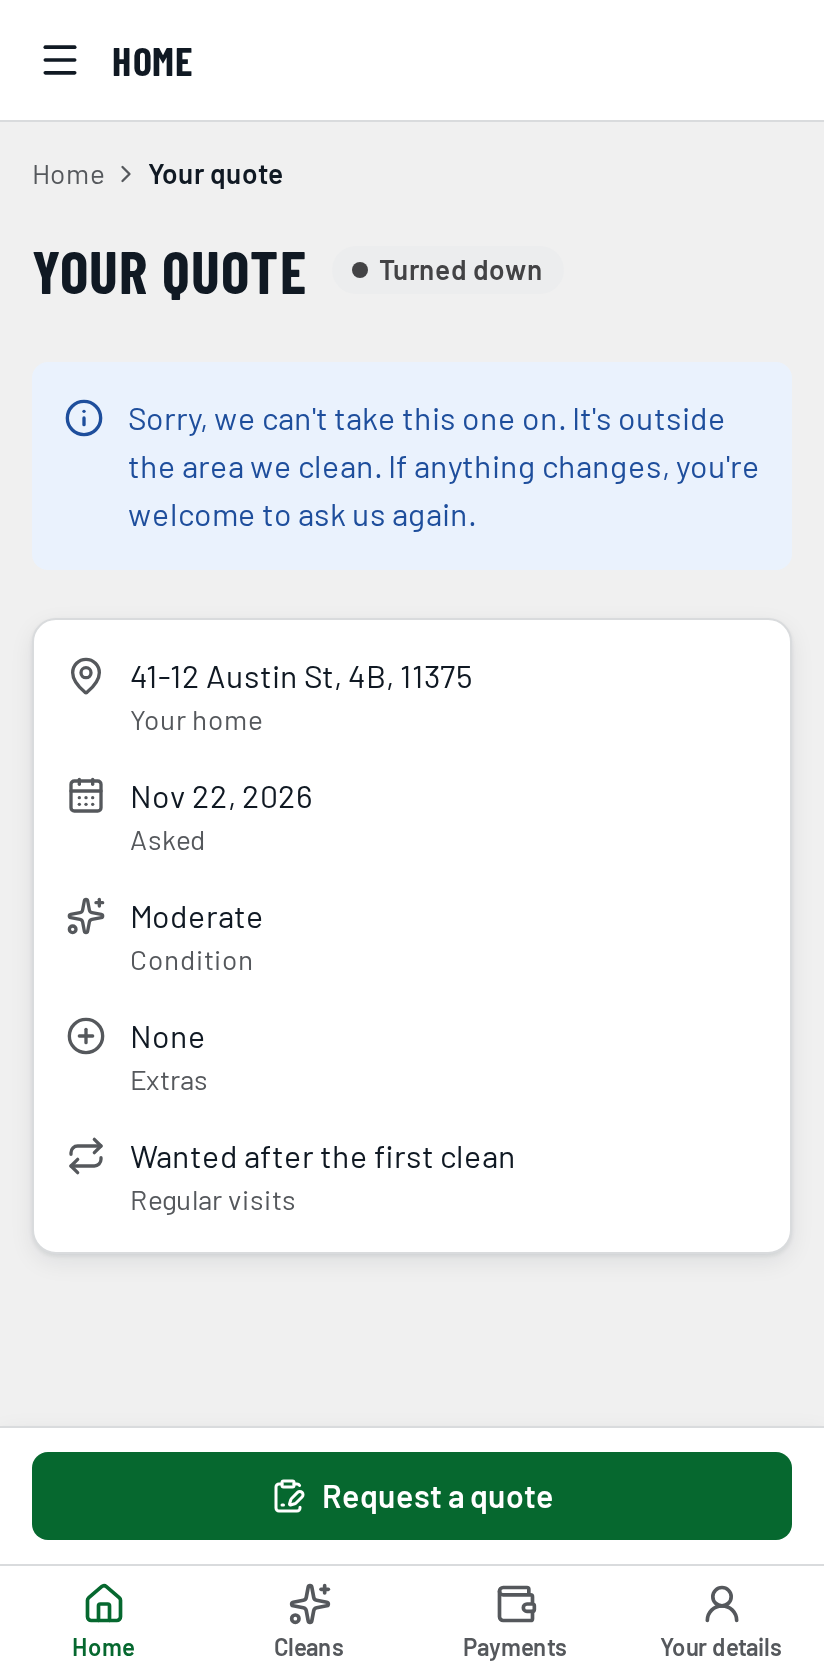 HOME
Home > Your quote
YOUR QUOTE
Turned down
Sorry, we can't take this one on. It's outside
the area we clean. If anything changes, you're
welcome to ask us again.
41-12 Austin St, 4B, 11375
Your home
Nov 22, 2026
Asked
Moderate
Condition
None
Extras
Wanted after the first clean
Regular visits
Request a quote
Home
Cleans
Payments
Your details